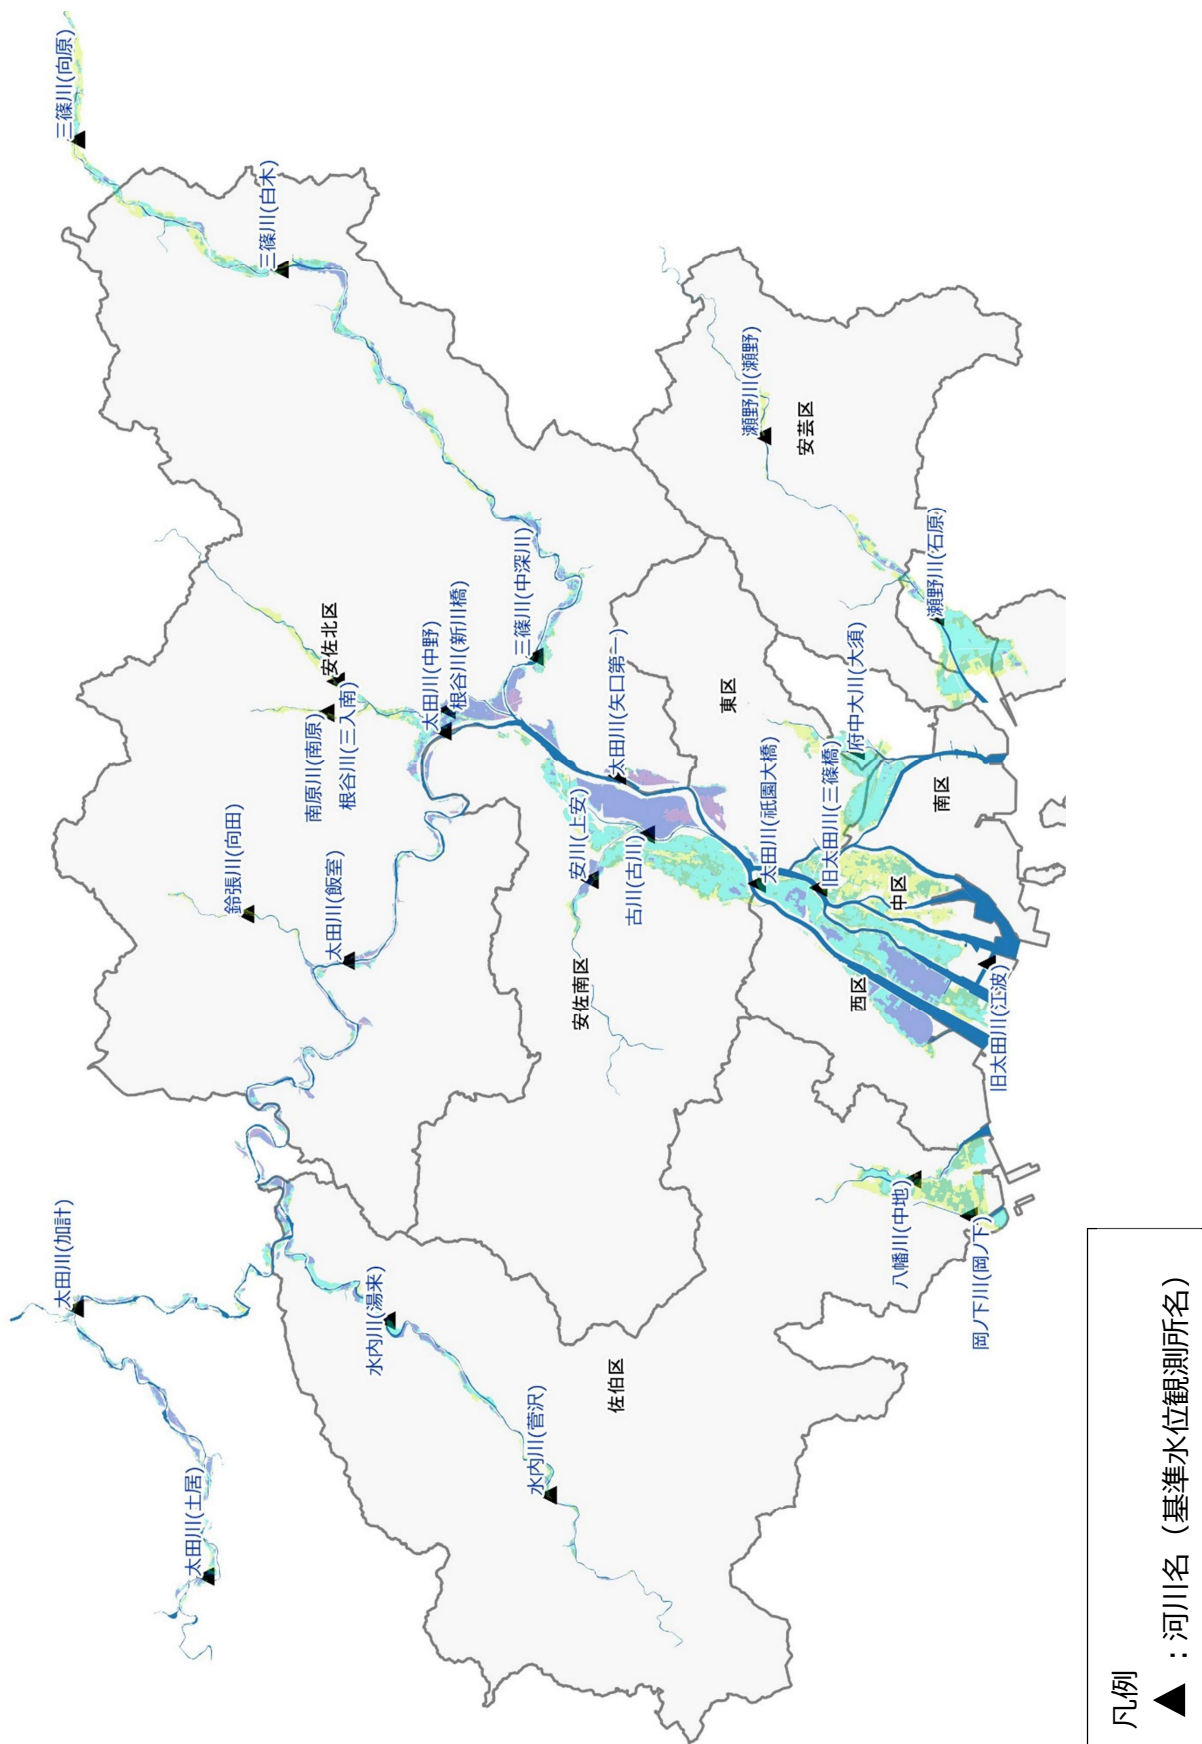 三篠川(向原)
三篠川(白木)
瀬野川(瀬野)
安芸区
瀬野川(石原)
三篠川(中深川)
根谷川(新川橋)
太田川(中野)
安佐北区
南原川(南原)
根谷川(三入南)
鈴張川(向田)
太田川(飯室)
太田川(矢口第一)
東区
府中大川(大須)
太田川(祇園大橋)
旧太田川(三篠橋)
南区
安川(上安)
古川(古川)
中区
安佐南区
西区
旧太田川(江波)
太田川(加計)
太田川(土居)
水内川(湯来)
水内川(菅沢)
佐伯区
八幡川(中地)
岡ノ下川(岡ノ下)
凡例
▲ ：河川名（基準水位観測所名）